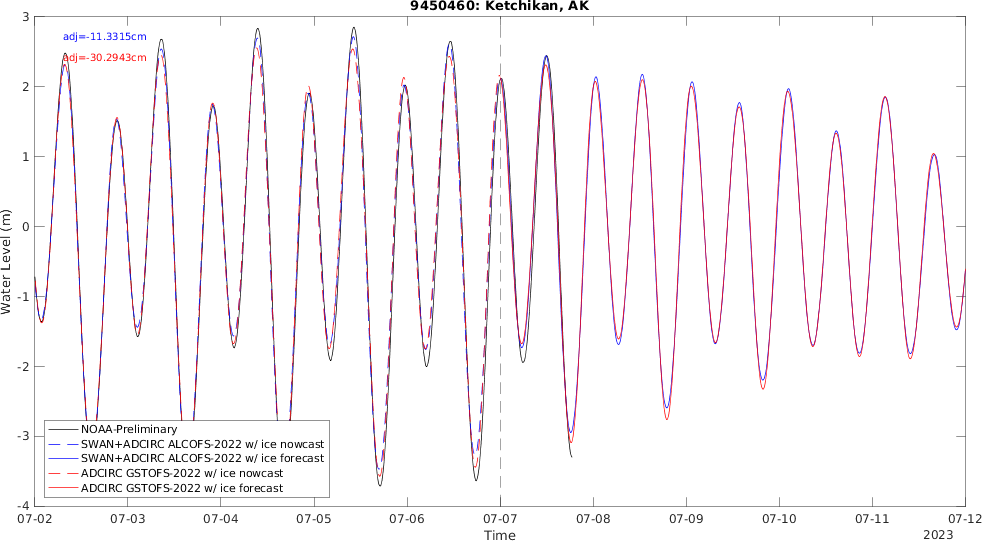 9450460: Ketchikan, AK
adj=-11.3315cm
adj=-30.2943cm
3
2
1
0
-1
-2
-3
-4
Water Level (m)
NOAA-Preliminary
SWAN+ADCIRC ALCOFS-2022 w/ ice nowcast
SWAN+ADCIRC ALCOFS-2022 w/ ice forecast
ADCIRC GSTOFS-2022 w/ ice nowcast
ADCIRC GSTOFS-2022 w/ ice forecast
07-02 07-03 07-04 07-05 07-06 07-07 07-08 07-09 07-10 07-11 07-12
Time
2023